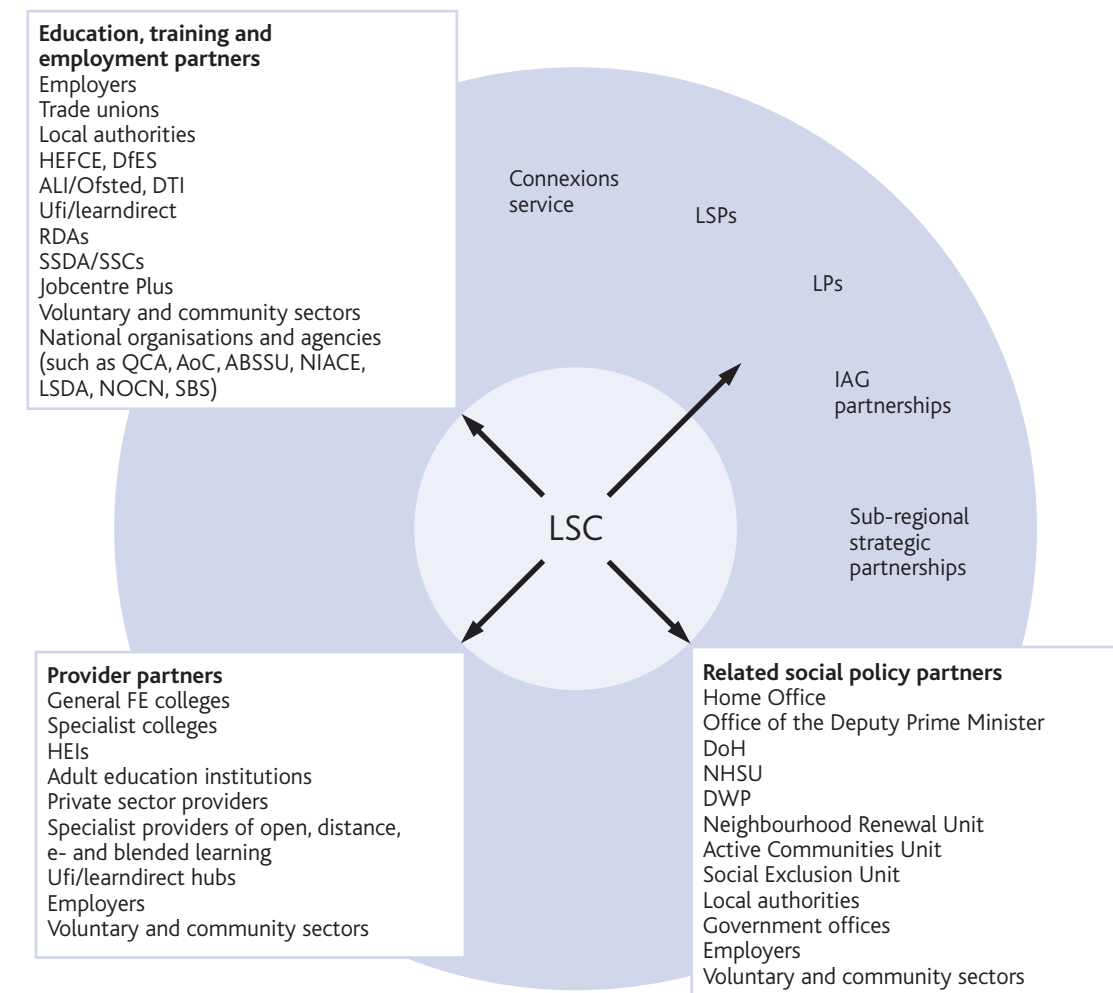 Education, training and
employment partners
Employers
Trade unions
Local authorities
HEFCE, DfES
ALI/Ofsted, DTI
Ufi/learndirect
RDAs
SSDA/SSCs
Jobcentre Plus
Voluntary and community sectors
National organisations and agencies
(such as QCA, AoC, ABSSU, NIACE,
LSDA, NOCN, SBS)
Connexions
service
LSPs
LPs
IAG
partnerships
Sub-regional
strategic
partnerships
LSC
Provider partners
General FE colleges
Specialist colleges
HEIs
Adult education institutions
Private sector providers
Specialist providers of open, distance,
e- and blended learning
Ufi/learndirect hubs
Employers
Voluntary and community sectors
Related social policy partners
Home Office
Office of the Deputy Prime Minister
DoH
NHSU
DWP
Neighbourhood Renewal Unit
Active Communities Unit
Social Exclusion Unit
Local authorities
Government offices
Employers
Voluntary and community sectors